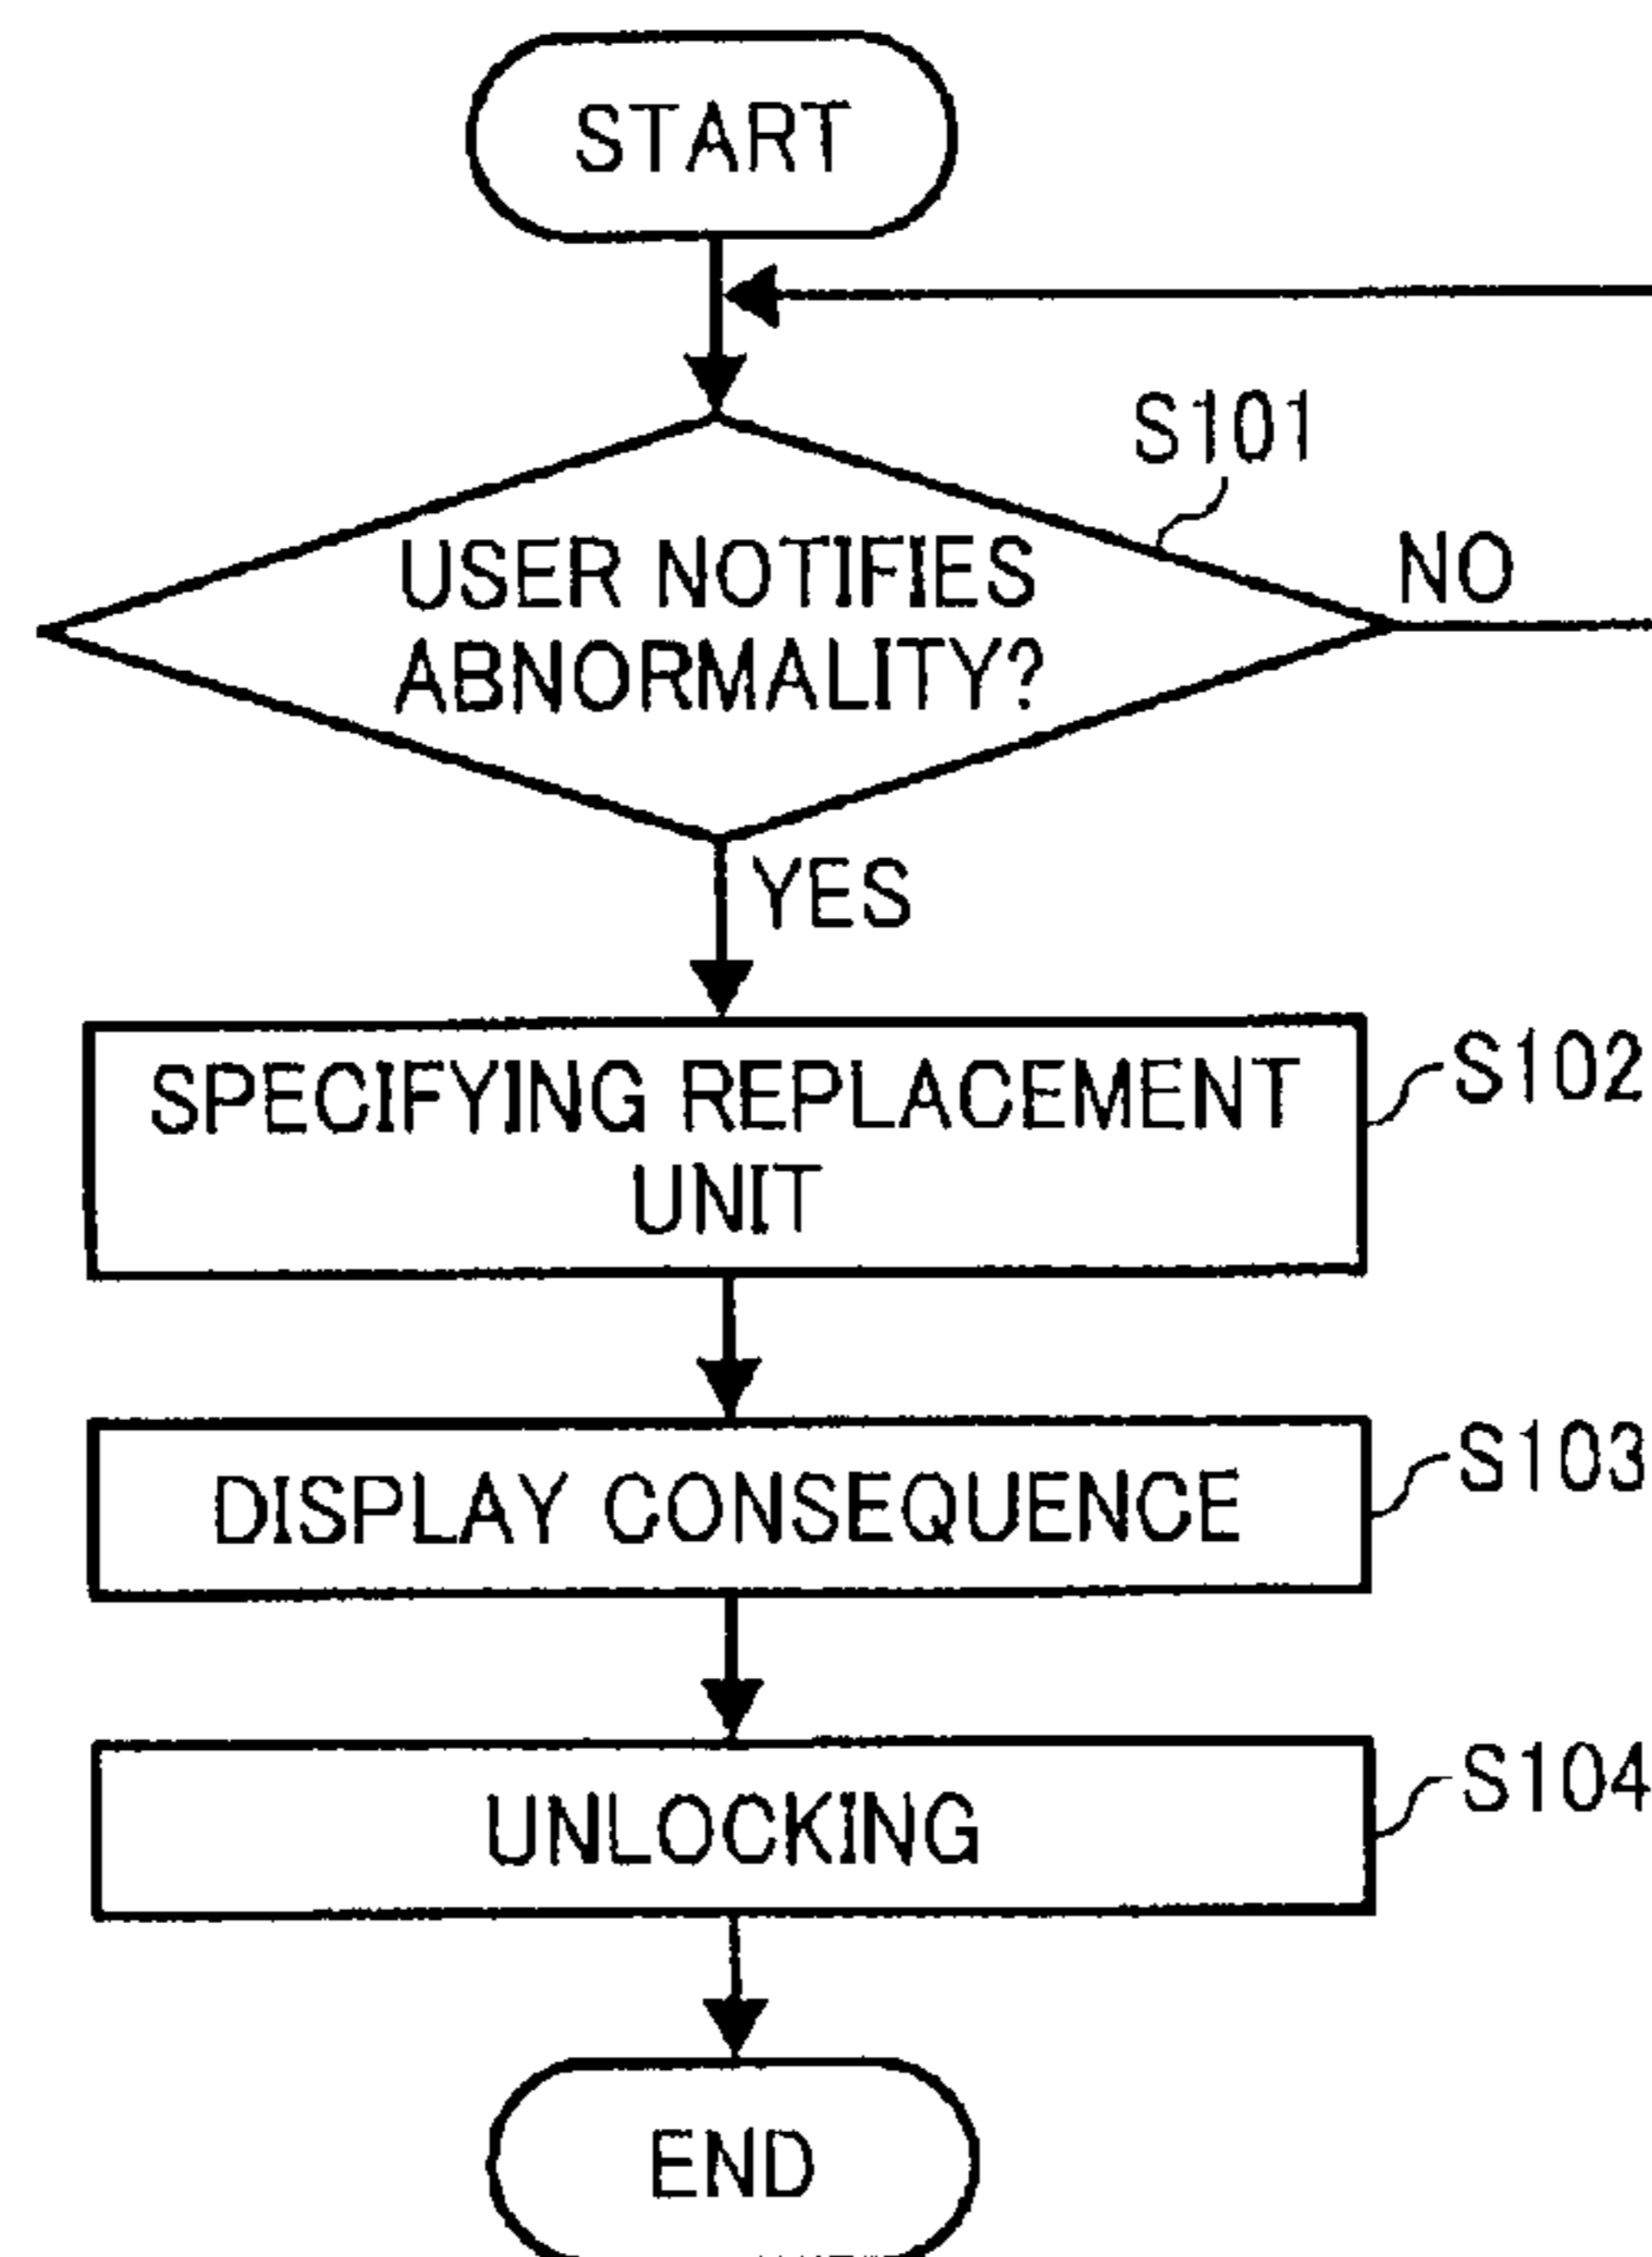 START
S101
USER NOTIFIES
ABNORMALITY?
NO
YES
SPECIFYING REPLACEMENT
UNIT
S102
DISPLAY CONSEQUENCE
S103
UNLOCKING
S104
END